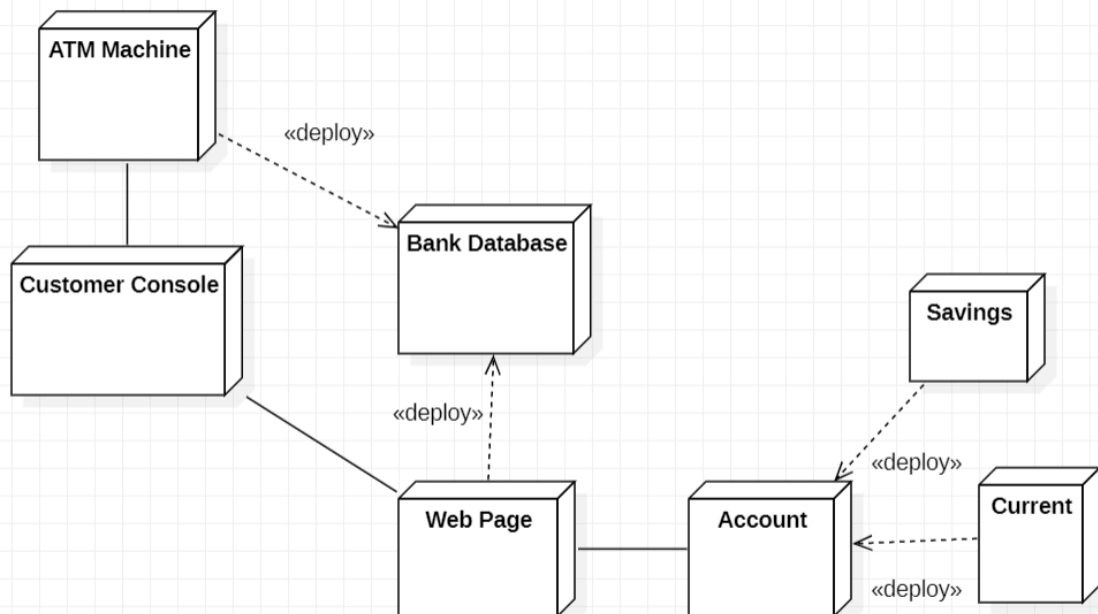 ATM Machine
«deploy»
Bank Database
Customer Console
Savings
«deploy»
«deploy»
Web Page
Account
Current
«deploy»